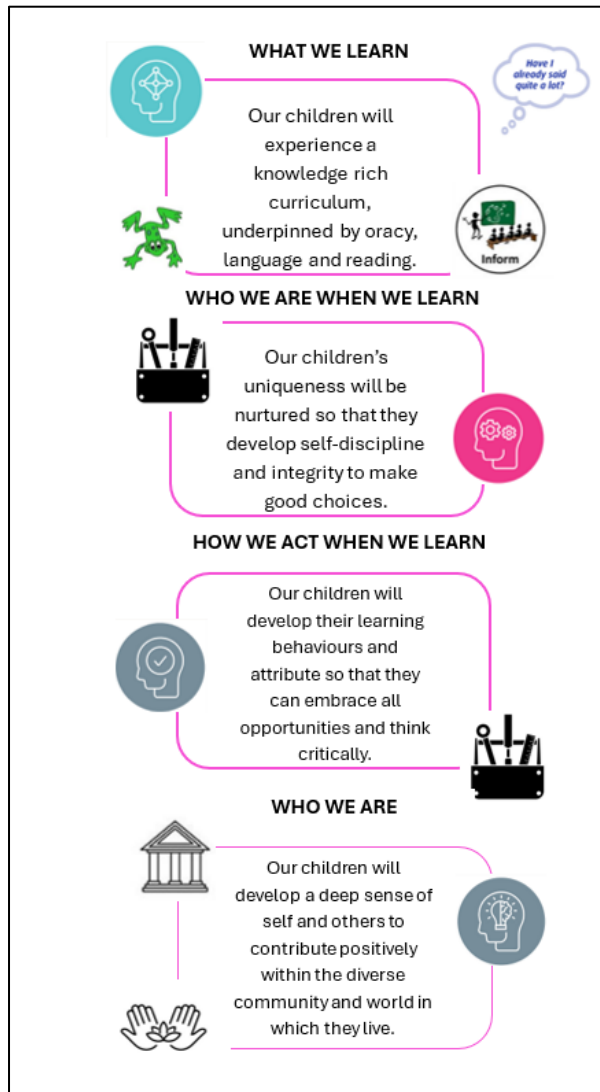 WHAT WE LEARN
Have I
already said
quite a lot?
Our children will
experience a
knowledge rich
curriculum,
underpinned by oracy,
language and reading.
Inform
WHO WE ARE WHEN WE LEARN
Our children’s
uniqueness will be
nurtured so that they
develop self-discipline
and integrity to make
good choices.
HOW WE ACT WHEN WE LEARN
Our children will
develop their learning
behaviours and
attribute so that they
can embrace all
opportunities and think
critically.
WHO WE ARE
Our children will
develop a deep sense of
self and others to
contribute positively
within the diverse
community and world in
which they live.